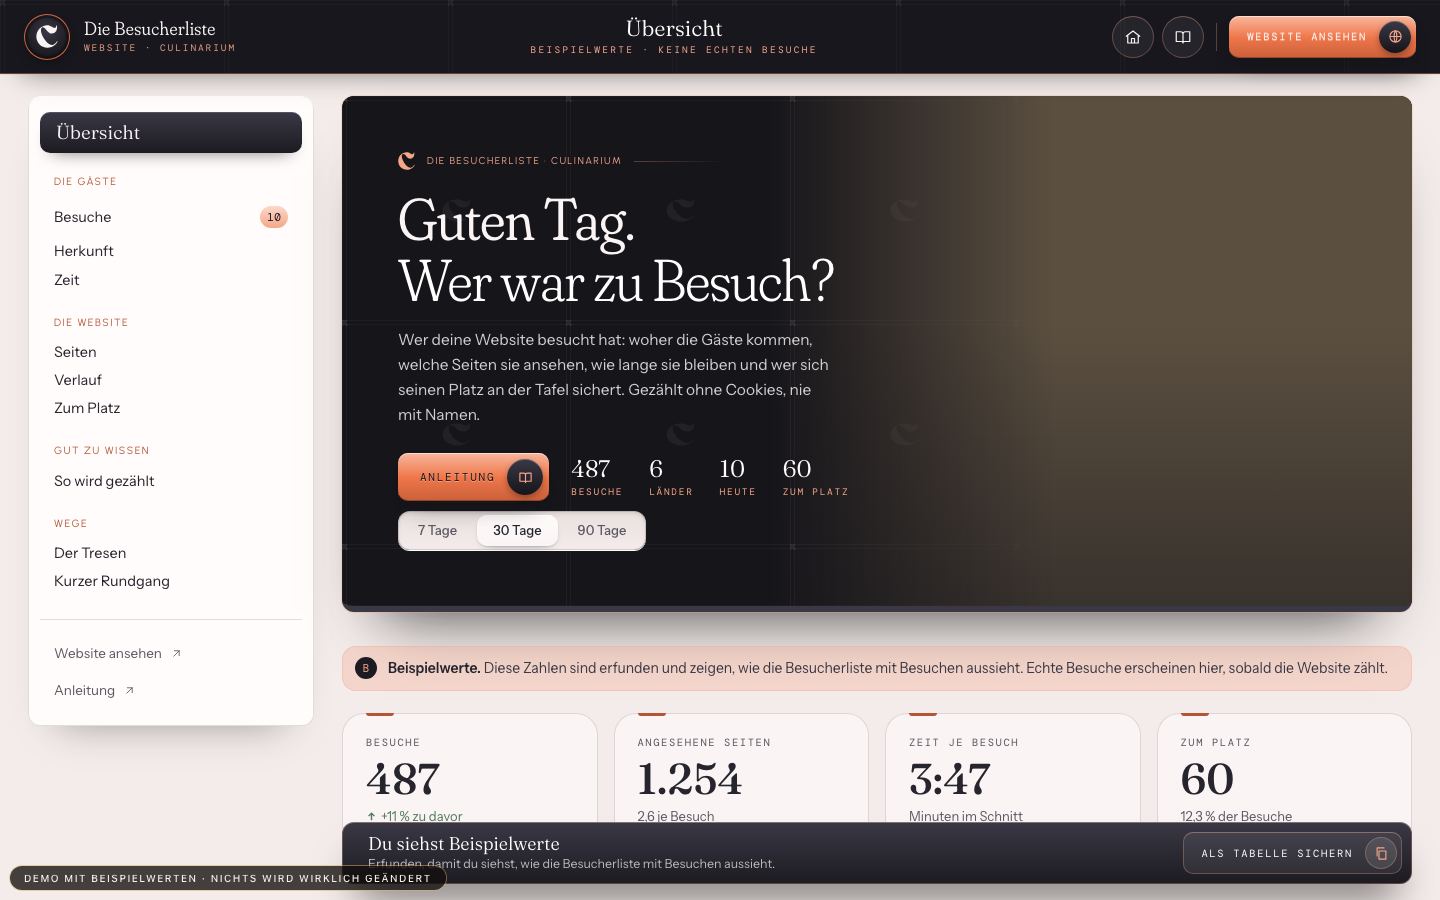 Die Besucherliste
WEBSITE · CULINARIUM
Übersicht
BEISPIELWERTE · KEINE ECHTEN BESUCHE
WEBSITE ANSEHEN
Übersicht
DIE GÄSTE
Besuche 10
Herkunft
Zeit
DIE WEBSITE
Seiten
Verlauf
Zum Platz
GUT ZU WISSEN
So wird gezählt
WEGE
Der Tresen
Kurzer Rundgang
Website ansehen
Anleitung
DIE BESUCHERLISTE · CULINARIUM
Guten Tag.
Wer war zu Besuch?
Wer deine Website besucht hat: woher die Gäste kommen,
welche Seiten sie ansehen, wie lange sie bleiben und wer sich
seinen Platz an der Tafel sichert. Gezählt ohne Cookies, nie
mit Namen.
ANLEITUNG
487 6 10 60
BESUCHE LÄNDER HEUTE ZUM PLATZ
7 Tage 30 Tage 90 Tage
B Beispielwerte. Diese Zahlen sind erfunden und zeigen, wie die Besucherliste mit Besuchen aussieht. Echte Besuche erscheinen hier, sobald die Website zählt.
BESUCHE
487
↑ +11 % zu davor
ANGESEHENE SEITEN
1.254
2,6 je Besuch
ZEIT JE BESUCH
3:47
Minuten im Schnitt
ZUM PLATZ
60
12,3 % der Besuche
Du siehst Beispielwerte
Erfunden, damit du siehst, wie die Besucherliste mit Besuchen aussieht.
ALS TABELLE SICHERN
DEMO MIT BEISPIELWERTEN · NICHTS WIRD WIRKLICH GEÄNDERT